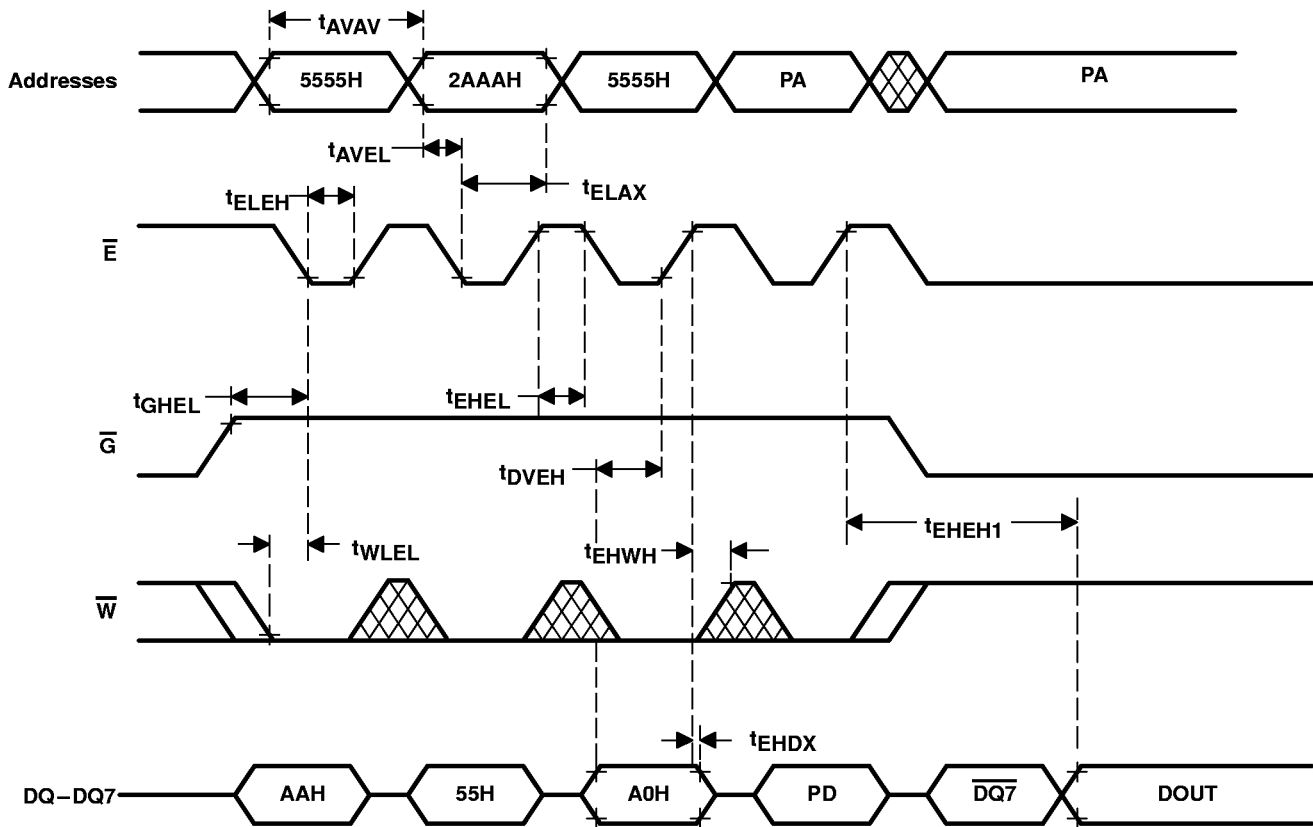 tAVAV
Addresses 5555H 2AAAH 5555H PA PA
tAVEL
tELEH tELAX
E̅
tGHEL tEHEL
G̅
tDVEH
tWLEL tEHWH tEHEH1
W̅
tEHDX
DQ–DQ7 AAH 55H A0H PD D̅Q̅7̅ DOUT